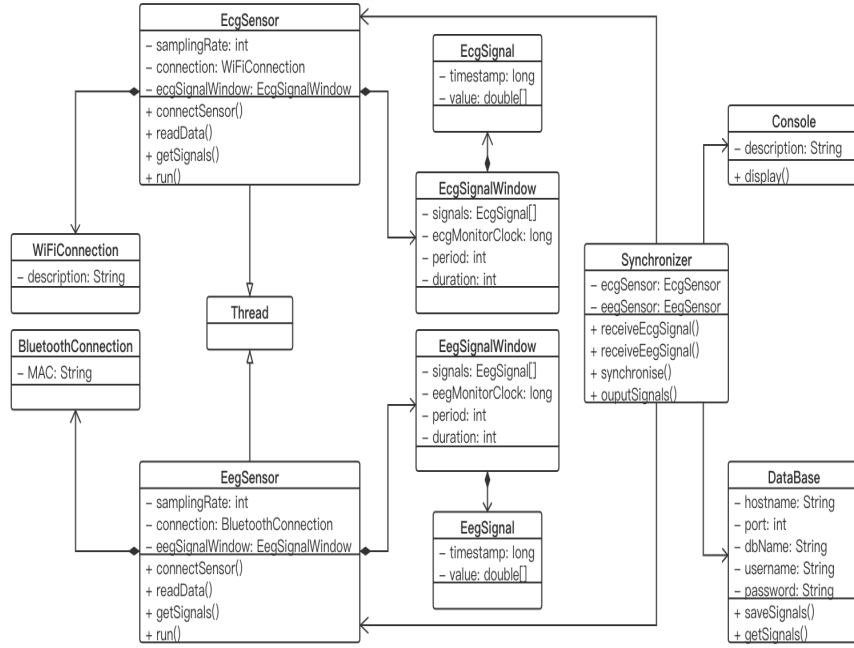 EcgSensor
– samplingRate: int
– connection: WiFiConnection
– ecgSignalWindow: EcgSignalWindow
+ connectSensor()
+ readData()
+ getSignals()
+ run()
EcgSignal
– timestamp: long
– value: double[]
Console
– description: String
+ display()
EcgSignalWindow
– signals: EcgSignal[]
– ecgMonitorClock: long
– period: int
– duration: int
WiFiConnection
– description: String
Synchronizer
– ecgSensor: EcgSensor
– eegSensor: EegSensor
+ receiveEcgSignal()
+ receiveEegSignal()
+ synchronise()
+ ouputSignals()
Thread
BluetoothConnection
– MAC: String
EegSignalWindow
– signals: EegSignal[]
– eegMonitorClock: long
– period: int
– duration: int
EegSensor
– samplingRate: int
– connection: BluetoothConnection
– eegSignalWindow: EegSignalWindow
+ connectSensor()
+ readData()
+ getSignals()
+ run()
EegSignal
– timestamp: long
– value: double[]
DataBase
– hostname: String
– port: int
– dbName: String
– username: String
– password: String
+ saveSignals()
+ getSignals()